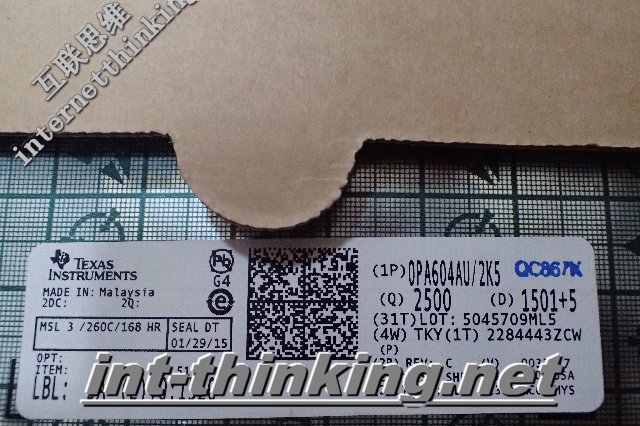 互联思维
internetthinking
TEXAS INSTRUMENTS
MADE IN: Malaysia
2DC: 2Q:
MSL 3 /260C/168 HR SEAL DT 01/29/15
OPT:
ITEM:
LBL:
Pb
G4
e
(1P) OPA604AU/2K5 QC867X
(Q) 2500 (D) 1501+5
(31T)LOT: 5045709ML5
(4W) TKY(1T) 2284443ZCW
(P)
(2P) REV: C (V)
int-thinking.net